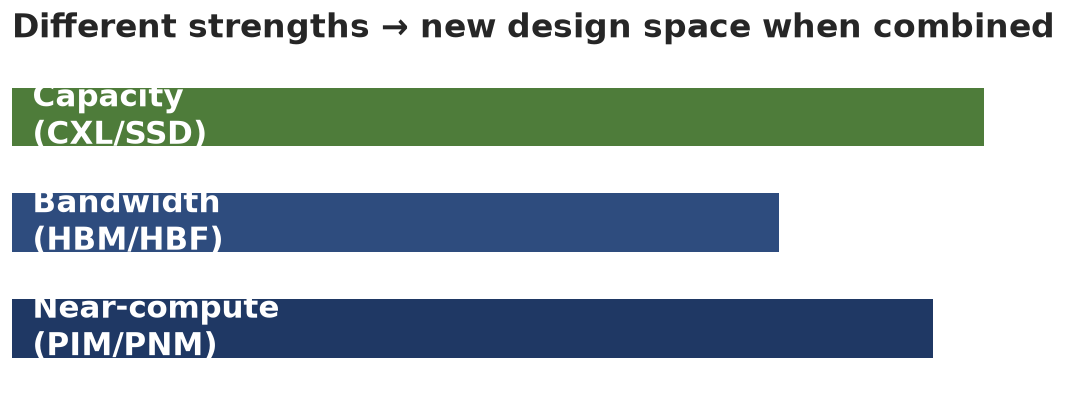 Different strengths → new design space when combined
Capacity
(CXL/SSD)
Bandwidth
(HBM/HBF)
Near-compute
(PIM/PNM)